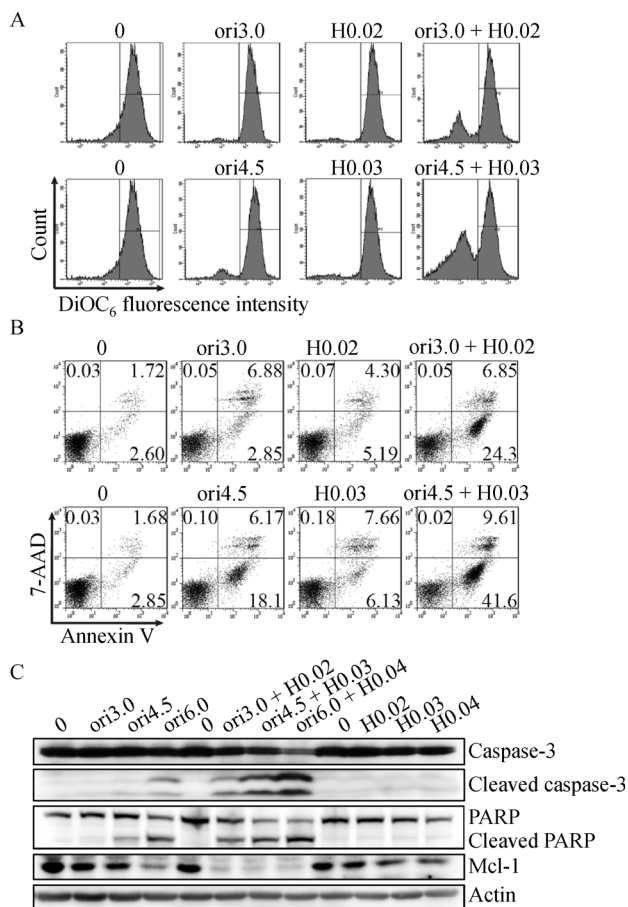 A
0 ori3.0 H0.02 ori3.0 + H0.02
Count Count Count Count
0 ori4.5 H0.03 ori4.5 + H0.03
Count
DiOC₆ fluorescence intensity
B
0 ori3.0 H0.02 ori3.0 + H0.02
0.03 1.72 0.05 6.88 0.07 4.30 0.05 6.85
2.60 2.85 5.19 24.3
0 ori4.5 H0.03 ori4.5 + H0.03
0.03 1.68 0.10 6.17 0.18 7.66 0.02 9.61
2.85 18.1 6.13 41.6
7-AAD
Annexin V
C
0 ori3.0 ori4.5 ori6.0 0 ori3.0 + H0.02 ori4.5 + H0.03 ori6.0 + H0.04 0 H0.02 H0.03 H0.04
Caspase-3
Cleaved caspase-3
PARP
Cleaved PARP
Mcl-1
Actin